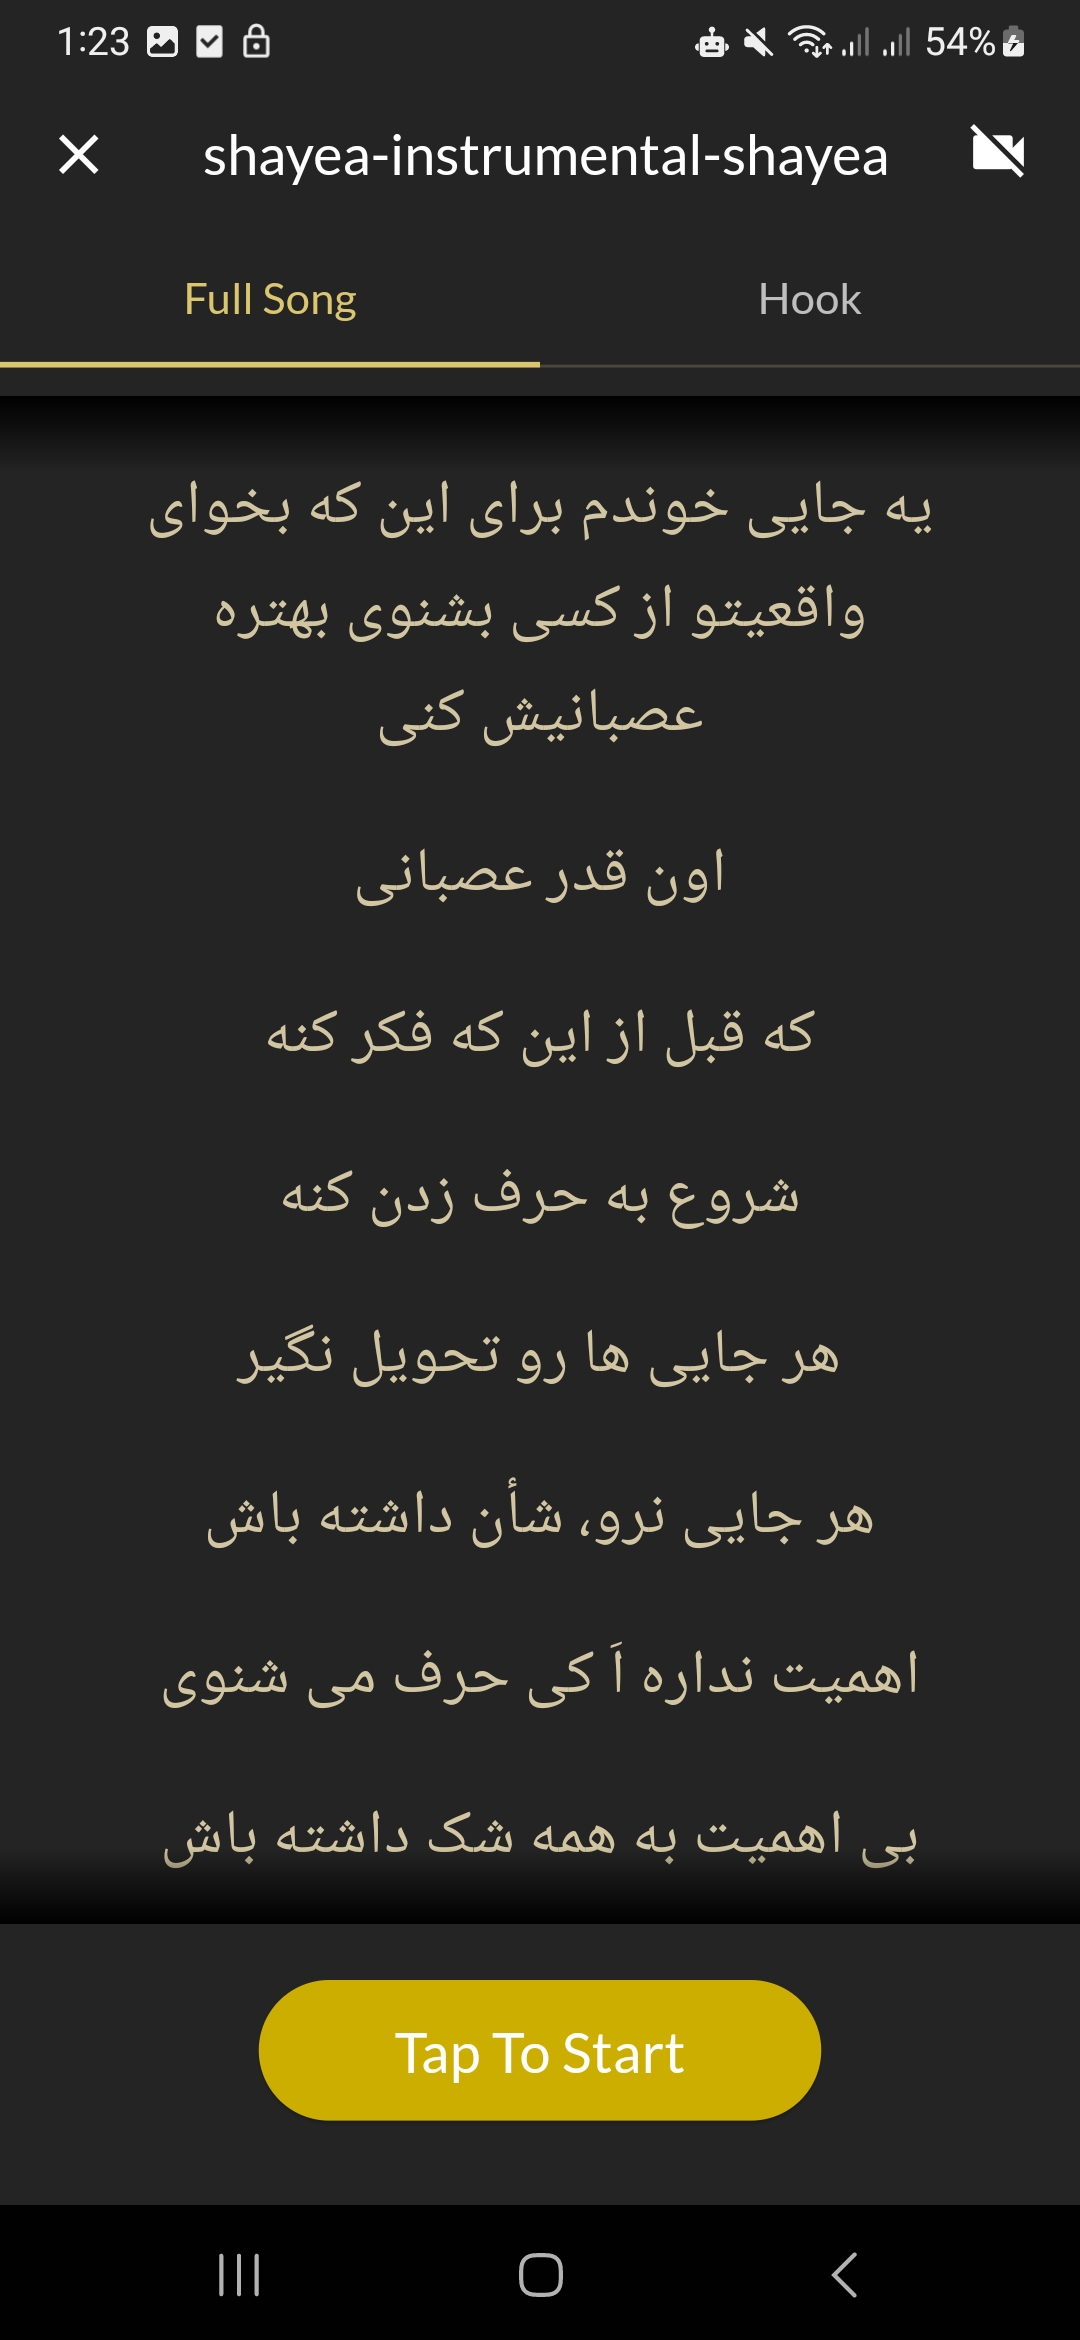 1:23
54%
shayea-instrumental-shayea
Full Song
Hook
یه جایی خوندم برای این که بخوای
واقعیتو از کسی بشنوی بهتره
عصبانیش کنی
اون قدر عصبانی
که قبل از این که فکر کنه
شروع به حرف زدن کنه
هر جایی ها رو تحویل نگیر
هر جایی نرو، شأن داشته باش
اهمیت نداره اَ کی حرف می شنوی
بی اهمیت به همه شک داشته باش
Tap To Start